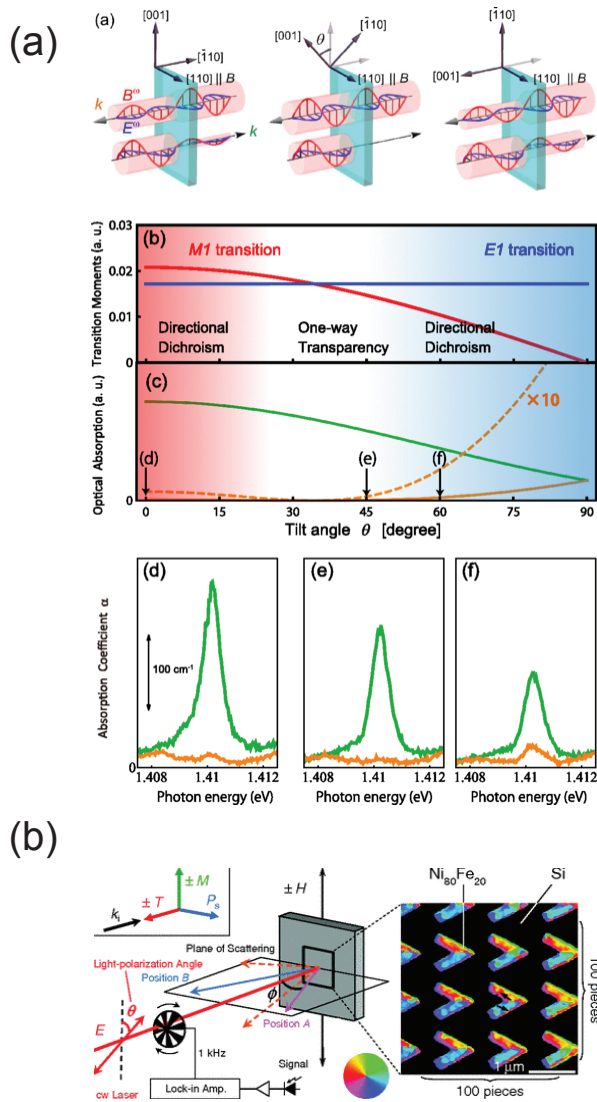 (a)
(a)
[001]
[1̄10]
[110] || B
k
B^ω
E^ω
k
[001]
θ
[1̄10]
[110] || B
[1̄10]
[001]
[110] || B
Transition Moments (a. u.)
0.03
0.02
0.01
0
(b)
M1 transition
E1 transition
Directional
Dichroism
One-way
Transparency
Directional
Dichroism
Optical Absorption (a. u.)
(c)
×10
(d)
(e)
(f)
0
0
15
30
45
60
75
90
Tilt angle θ [degree]
Absorption Coefficient α
(d)
100 cm⁻¹
0
1.408
1.41
1.412
Photon energy (eV)
(e)
1.408
1.41
1.412
Photon energy (eV)
(f)
1.408
1.41
1.412
Photon energy (eV)
(b)
± M
± T
Ps
ki
± H
Plane of Scattering
Light-polarization Angle
Position B
ϕ
Position A
θ
E
1 kHz
Signal
cw Laser
Lock-in Amp.
Ni80Fe20
Si
100 pieces
1 μm
100 pieces